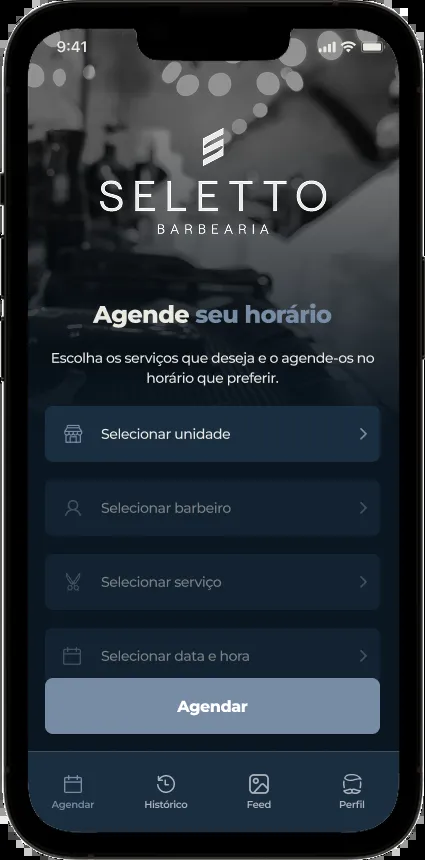 9:41
SELETTO
BARBEARIA
Agende seu horário
Escolha os serviços que deseja e o agende-os no
horário que preferir.
Selecionar unidade
Selecionar barbeiro
Selecionar serviço
Selecionar data e hora
Agendar
Agendar Histórico Feed Perfil